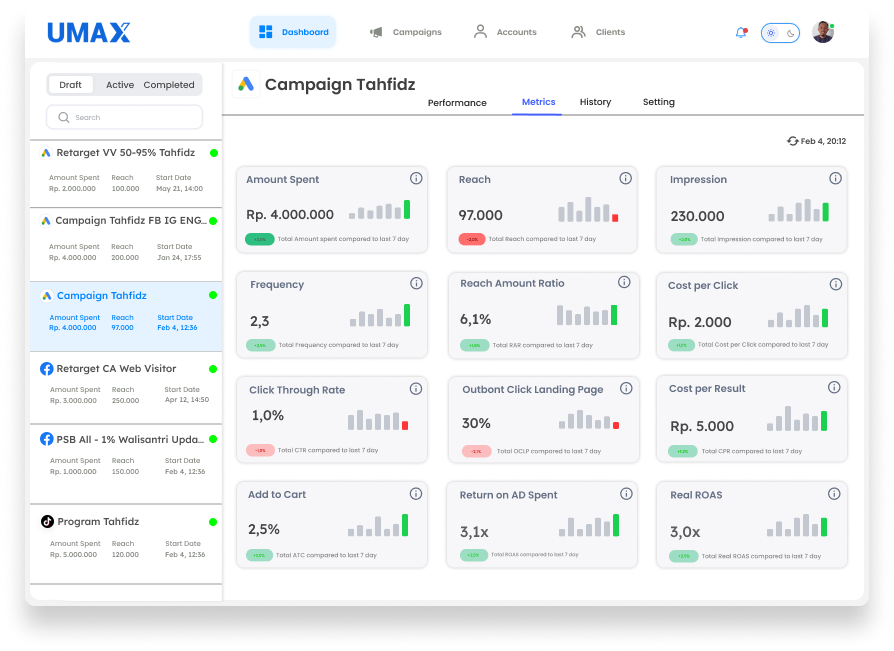 UMAX
Dashboard
Campaigns
Accounts
Clients
Draft
Active
Completed
Search
Retarget VV 50-95% Tahfidz
Amount Spent Reach Start Date
Rp. 2.000.000 100.000 May 21, 14:00
Campaign Tahfidz FB IG ENG...
Amount Spent Reach Start Date
Rp. 4.000.000 200.000 Jan 24, 17:55
Campaign Tahfidz
Amount Spent Reach Start Date
Rp. 4.000.000 97.000 Feb 4, 12:36
Retarget CA Web Visitor
Amount Spent Reach Start Date
Rp. 3.000.000 250.000 Apr 12, 14:50
PSB All - 1% Walisantri Upda...
Amount Spent Reach Start Date
Rp. 1.000.000 150.000 Feb 4, 12:36
Program Tahfidz
Amount Spent Reach Start Date
Rp. 5.000.000 120.000 Feb 4, 12:36
Campaign Tahfidz
Performance
Metrics
History
Setting
Feb 4, 20:12
Amount Spent
Rp. 4.000.000
Total Amount spent compared to last 7 day
Reach
97.000
Total Reach compared to last 7 day
Impression
230.000
Total Impression compared to last 7 day
Frequency
2,3
Total Frequency compared to last 7 day
Reach Amount Ratio
6,1%
Total RAR compared to last 7 day
Cost per Click
Rp. 2.000
Total Cost per Click compared to last 7 day
Click Through Rate
1,0%
Total CTR compared to last 7 day
Outbont Click Landing Page
30%
Total OCLP compared to last 7 day
Cost per Result
Rp. 5.000
Total CPR compared to last 7 day
Add to Cart
2,5%
Total ATC compared to last 7 day
Return on AD Spent
3,1x
Total ROAS compared to last 7 day
Real ROAS
3,0x
Total Real ROAS compared to last 7 day